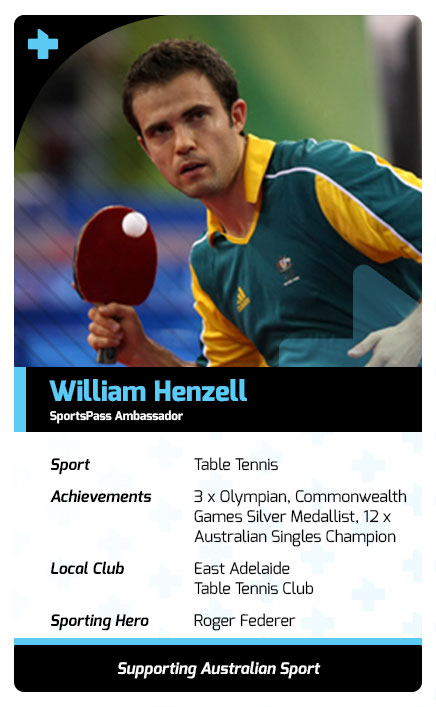 William Henzell
SportsPass Ambassador
Sport Table Tennis
Achievements 3 x Olympian, Commonwealth
Games Silver Medallist, 12 x
Australian Singles Champion
Local Club East Adelaide
Table Tennis Club
Sporting Hero Roger Federer
Supporting Australian Sport